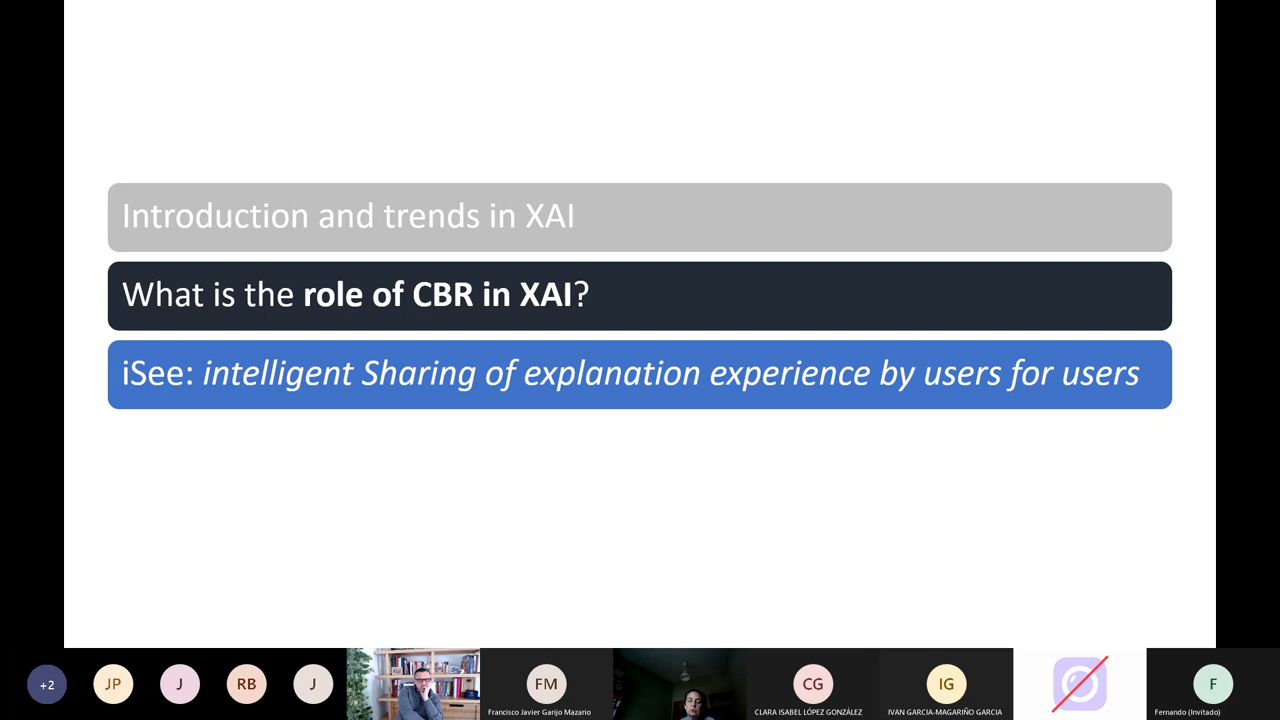 Introduction and trends in XAI
What is the role of CBR in XAI?
iSee: intelligent Sharing of explanation experience by users for users
+2
JP
J
RB
J
FM
CG
IG
F
Francisco Javier Garijo Mazario
CLARA ISABEL LÓPEZ GONZÁLEZ
IVAN GARCIA-MAGARIÑO GARCIA
Fernando (Invitado)